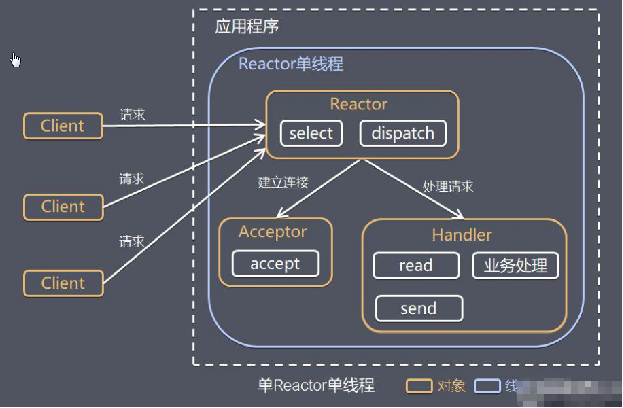 应用程序
Reactor单线程
Reactor
select
dispatch
Client
请求
Client
请求
Client
请求
建立连接
处理请求
Acceptor
accept
Handler
read
业务处理
send
单Reactor单线程
对象
线